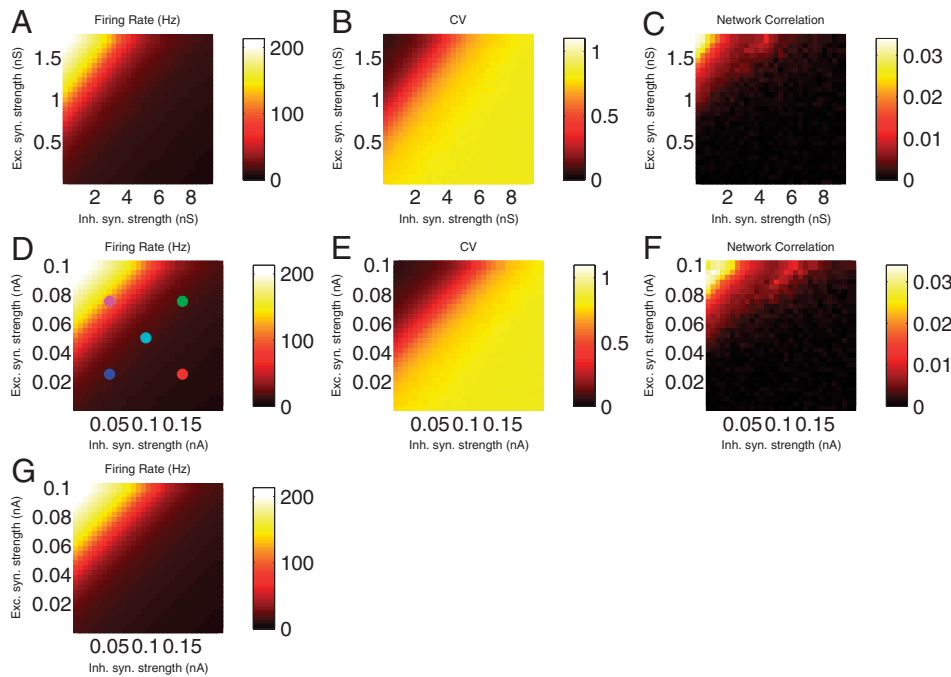 A
Firing Rate (Hz)
Exc. syn. strength (nS)
1.5
1
0.5
2 4 6 8
Inh. syn. strength (nS)
200
100
0
B
CV
1
0.5
0
2 4 6 8
Inh. syn. strength (nS)
Exc. syn. strength (nS)
1.5
1
0.5
C
Network Correlation
Exc. syn. strength (nS)
1.5
1
0.5
2 4 6 8
Inh. syn. strength (nS)
0.03
0.02
0.01
0
D
Firing Rate (Hz)
Exc. syn. strength (nA)
0.1
0.08
0.06
0.04
0.02
0.05 0.1 0.15
Inh. syn. strength (nA)
200
100
0
E
CV
Exc. syn. strength (nA)
0.1
0.08
0.06
0.04
0.02
0.05 0.1 0.15
Inh. syn. strength (nA)
1
0.5
0
F
Network Correlation
Exc. syn. strength (nA)
0.1
0.08
0.06
0.04
0.02
0.05 0.1 0.15
Inh. syn. strength (nA)
0.03
0.02
0.01
0
G
Firing Rate (Hz)
Exc. syn. strength (nA)
0.1
0.08
0.06
0.04
0.02
0.05 0.1 0.15
Inh. syn. strength (nA)
200
100
0